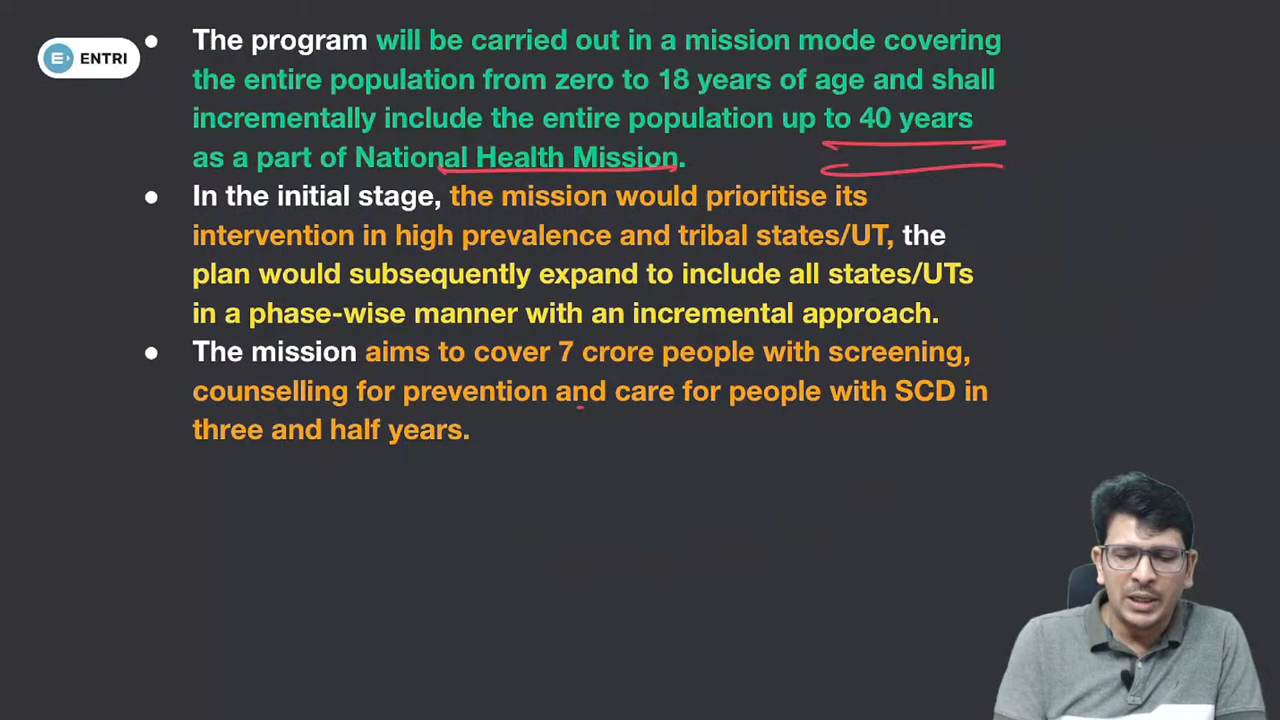 ENTRI
● The program will be carried out in a mission mode covering
the entire population from zero to 18 years of age and shall
incrementally include the entire population up to 40 years
as a part of National Health Mission.
● In the initial stage, the mission would prioritise its
intervention in high prevalence and tribal states/UT, the
plan would subsequently expand to include all states/UTs
in a phase-wise manner with an incremental approach.
● The mission aims to cover 7 crore people with screening,
counselling for prevention and care for people with SCD in
three and half years.